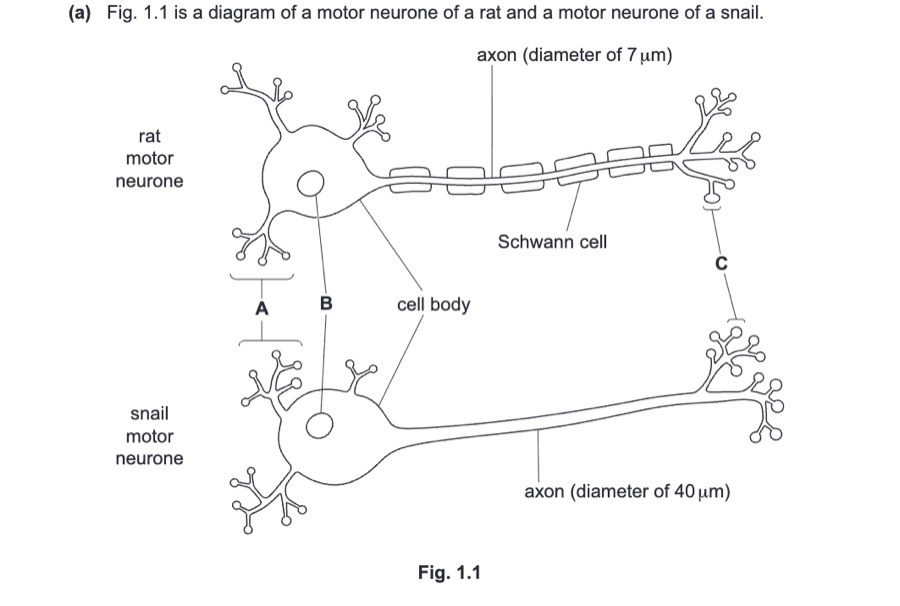 (a) Fig. 1.1 is a diagram of a motor neurone of a rat and a motor neurone of a snail.
axon (diameter of 7 μm)
rat
motor
neurone
Schwann cell
C
A
B
cell body
snail
motor
neurone
axon (diameter of 40 μm)
Fig. 1.1